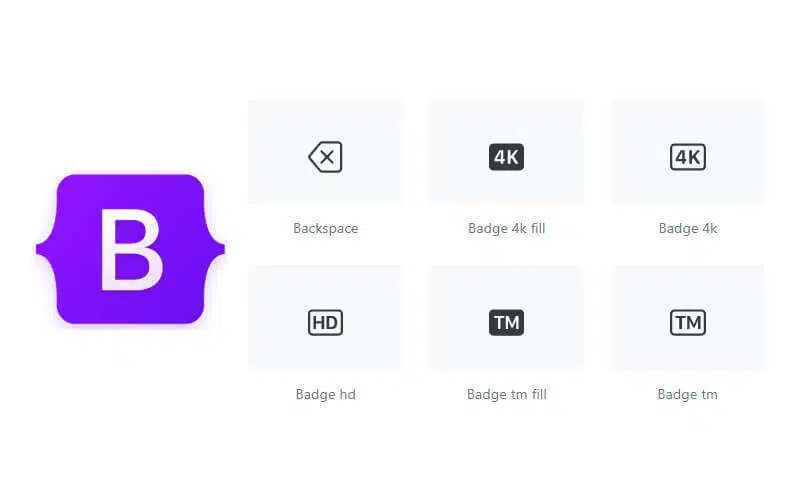 B
4K
4K
Backspace
Badge 4k fill
Badge 4k
HD
TM
TM
Badge hd
Badge tm fill
Badge tm